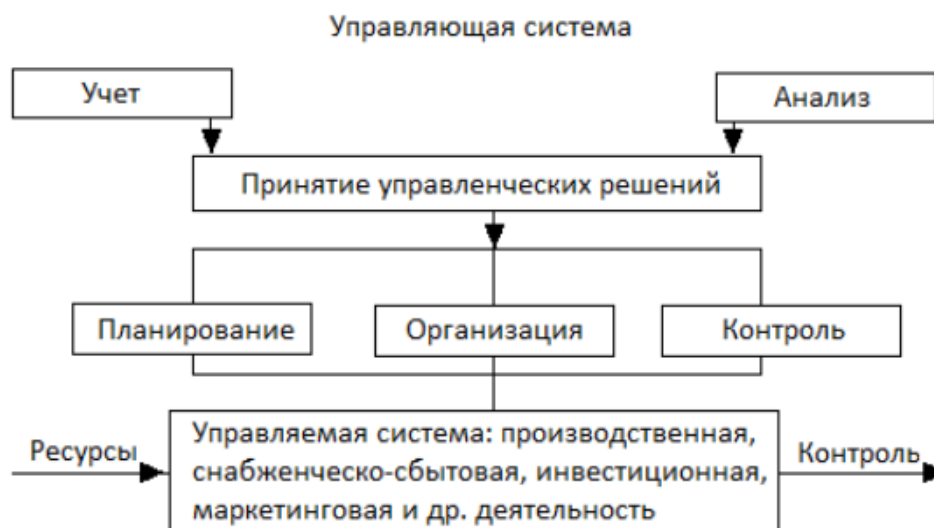 Управляющая система
Учет
Анализ
Принятие управленческих решений
Планирование
Организация
Контроль
Ресурсы
Управляемая система: производственная,
снабженческо-сбытовая, инвестиционная,
маркетинговая и др. деятельность
Контроль